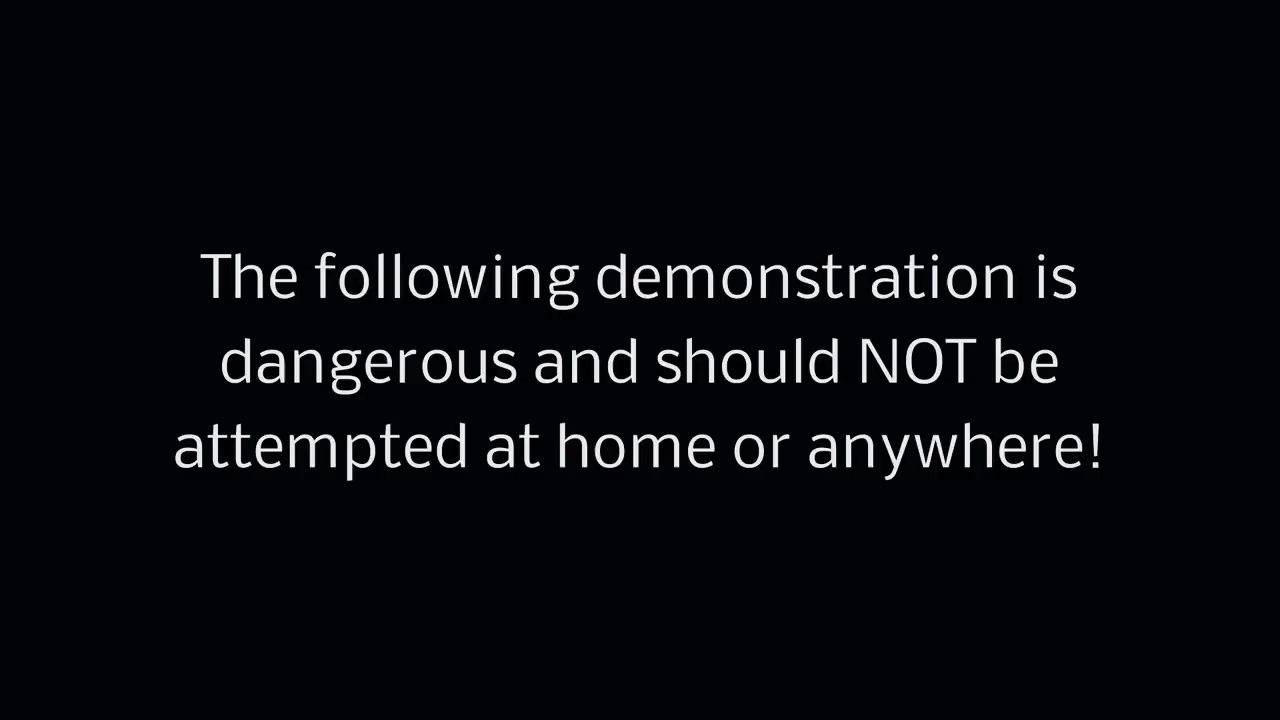 The following demonstration is
dangerous and should NOT be
attempted at home or anywhere!